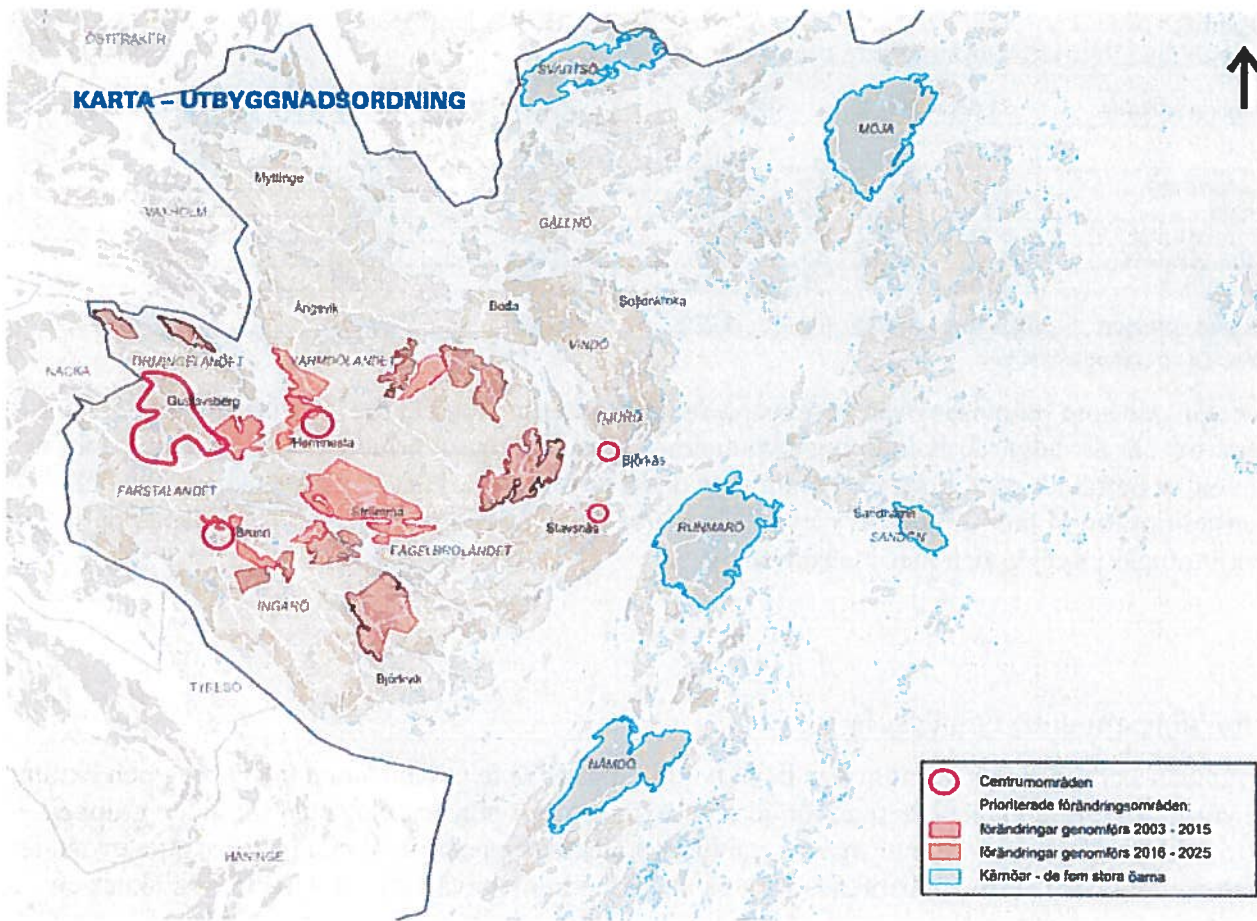 ÖSTERÅKER
SVARTSÖ
KARTA – UTBYGGNADSORDNING
MÖJA
Myttinge
VAXHOLM
GÄLLNÖ
Ängsvik
Boda
VINDÖ
VÄRMDÖLANDET
NACKA
Gustavsberg
DJURÖ
Hemmesta
Björkås
FARSTALANDET
Strömma
Stavsnäs
RUNMARÖ
Sandhamn
SANDÖN
Brunn
FÅGELBROLANDET
INGARÖ
Björkvik
TYRESÖ
NÄMDÖ
HANINGE
Centrumområden
Prioriterade förändringsområden:
förändringar genomförs 2003 - 2015
förändringar genomförs 2016 - 2025
Kärnöar - de fem stora öarna